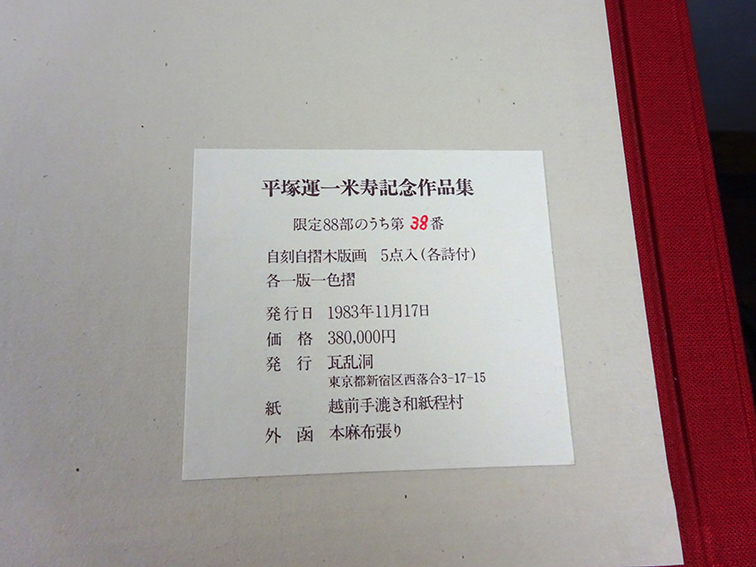 平塚運一米寿記念作品集
限定88部のうち第38番
自刻自摺木版画　5点入(各詩付)
各一版一色摺
発行日　1983年11月17日
価　格　380,000円
発　行　瓦乱洞
東京都新宿区西落合3-17-15
紙　越前手漉き和紙程村
外　函　本麻布張り